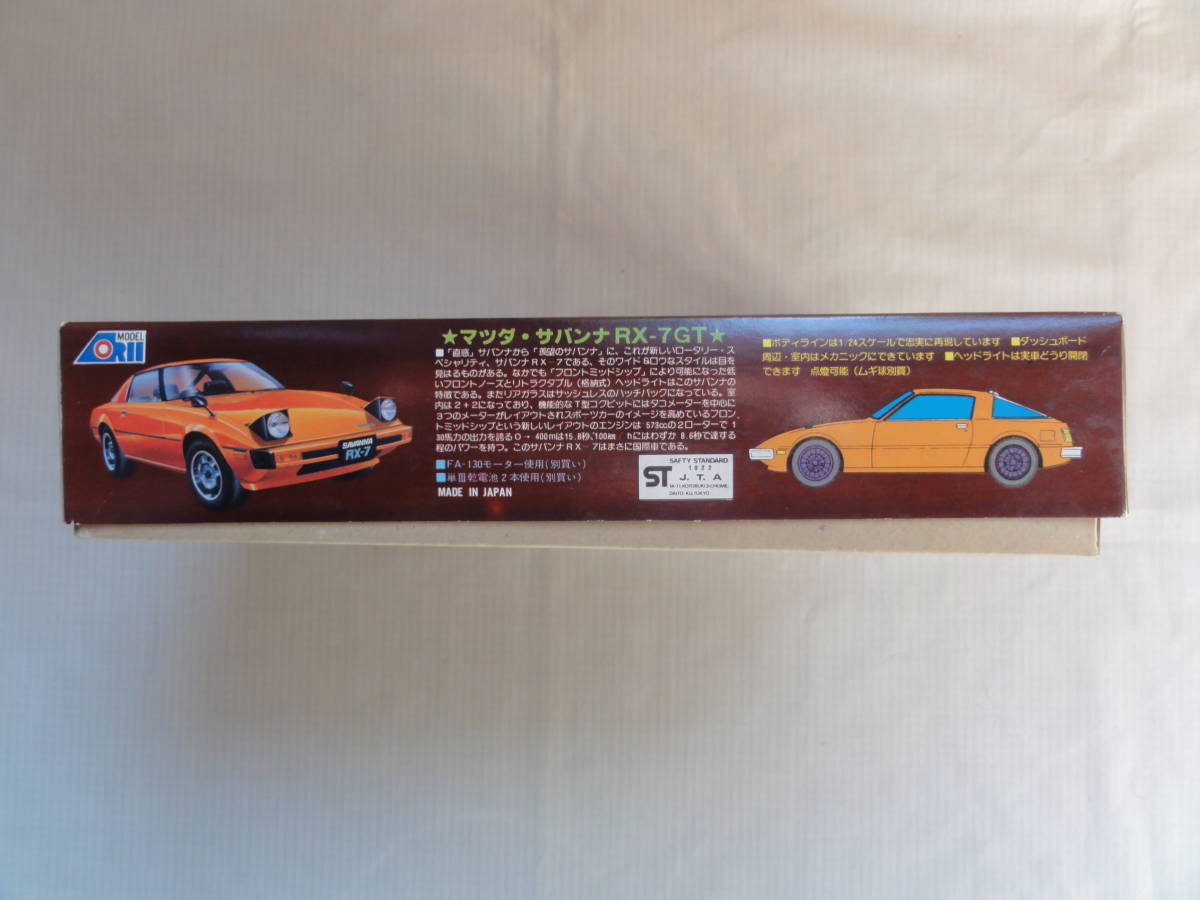 MODEL
ARII
SAVANNA
RX-7
★マツダ・サバンナRX-7GT★
■「直感」サバンナから「羨望のサバンナ」に、これが新しいロータリー・ス
ペシャリティ、サバンナRX-7である、そのワイド&ロウなスタイルは目を
見はるものがある。なかでも「フロントミッドシップ」により可能になった低
いフロントノーズとリトラクタブル(格納式)ヘッドライトはこのサバンナの
特徴である。またリアガラスはサッシュレスのハッチバックになっている。室
内は2+2になっており、機能的なT型コクピットにはタコメーターを中心に
3つのメーターがレイアウトされスポーツカーのイメージを高めているフロン
トミッドシップという新しいレイアウトのエンジンは573ccの2ローターで1
30馬力の出力を誇る0→400mは15.8秒、100km hにはわずか8.6秒で達する
程のパワーを持つ。このサバンナRX-7はまさに国際車である。
■FA-130モーター使用(別買い)
■単Ⅲ乾電池2本使用(別買い)
MADE IN JAPAN
ST
SAFTY STANDARD
1022
J.T.A
16-11,KOTOBUKI 3-CHOME
DAITO-KU,TOKYO
■ボディラインは1/24スケールで忠実に再現しています ■ダッシュボード
周辺・室内はメカニックにできています ■ヘッドライトは実車どうり開閉
できます 点燈可能(ムギ球別買)